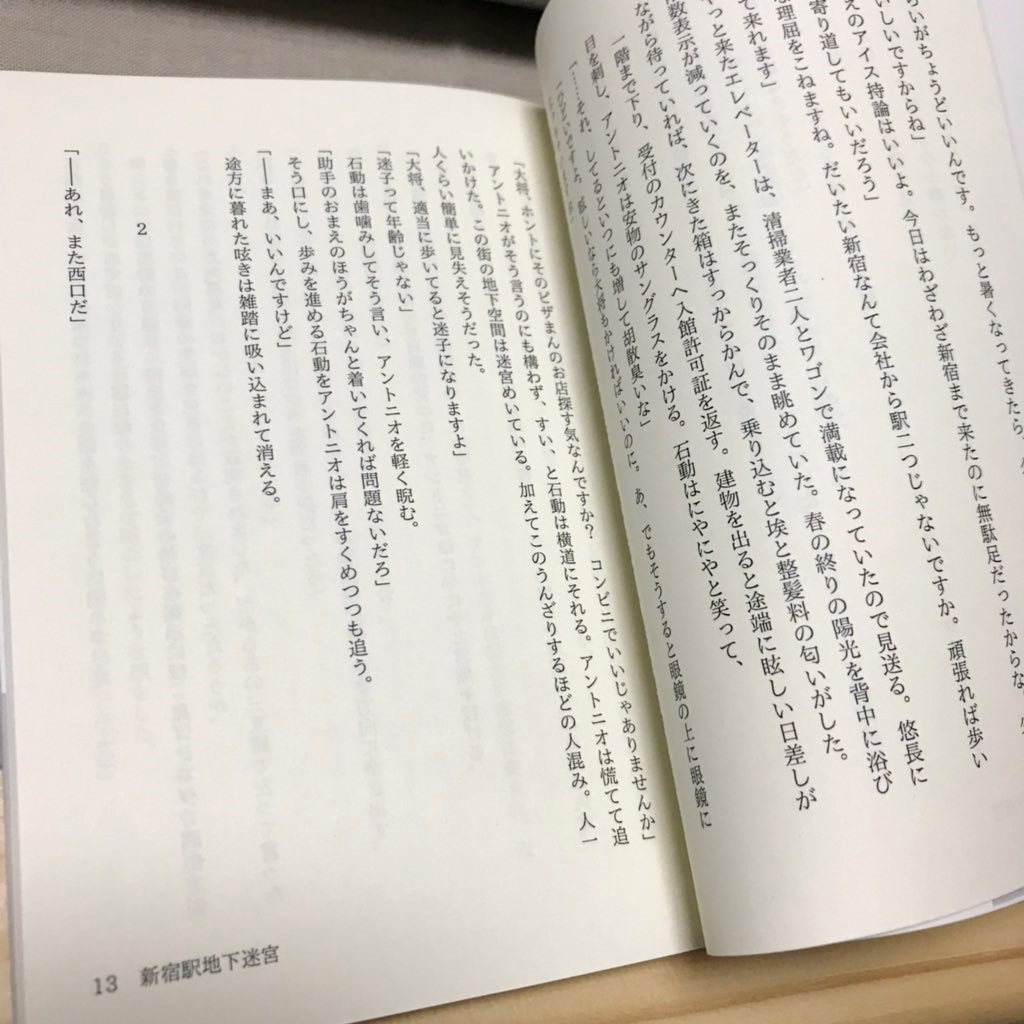 らいがちょうどいいんです。もっと暑くなってきたら、
いしいですからね」
えのアイス持論はいいよ。今日はわざわざ新宿まで来たのに無駄足だったからな。
寄り道してもいいだろう」
な理屈をこねますね。だいたい新宿なんて会社から駅二つじゃないですか。頑張れば歩い
て来れます」
やっと来たエレベーターは、清掃業者二人とワゴンで満載になっていたので見送る。悠長に
数表示が減っていくのを、またそっくりそのまま眺めていた。春の終りの陽光を背中に浴び
ながら待っていれば、次にきた箱はすっからかんで、乗り込むと埃と整髪料の匂いがした。
一階まで下り、受付のカウンターへ入館許可証を返す。建物を出ると途端に眩しい日差しが
目を刺し、アントニオは安物のサングラスをかける。石動はにやにやと笑って、
「……それ、してるといつにも増して胡散臭いな」
「ひどいですよ。眩しいなら大将もかければいいのに。あ、でもそうすると眼鏡の上に眼鏡に
「大将、ホントにそのピザまんのお店探す気なんですか？　コンビニでいいじゃありませんか」
アントニオがそう言うのにも構わず、すい、と石動は横道にそれる。アントニオは慌てて追
いかけた。この街の地下空間は迷宮めいている。加えてこのうんざりするほどの人混み。人一
人くらい簡単に見失えそうだった。
「大将、適当に歩いてると迷子になりますよ」
「迷子って年齢じゃない」
石動は歯噛みしてそう言い、アントニオを軽く睨む。
「助手のおまえのほうがちゃんと着いてくれば問題ないだろ」
そう口にし、歩みを進める石動をアントニオは肩をすくめつつも追う。
「――まあ、いいんですけど」
途方に暮れた呟きは雑踏に吸い込まれて消える。
2
「――あれ、また西口だ」
13　新宿駅地下迷宮